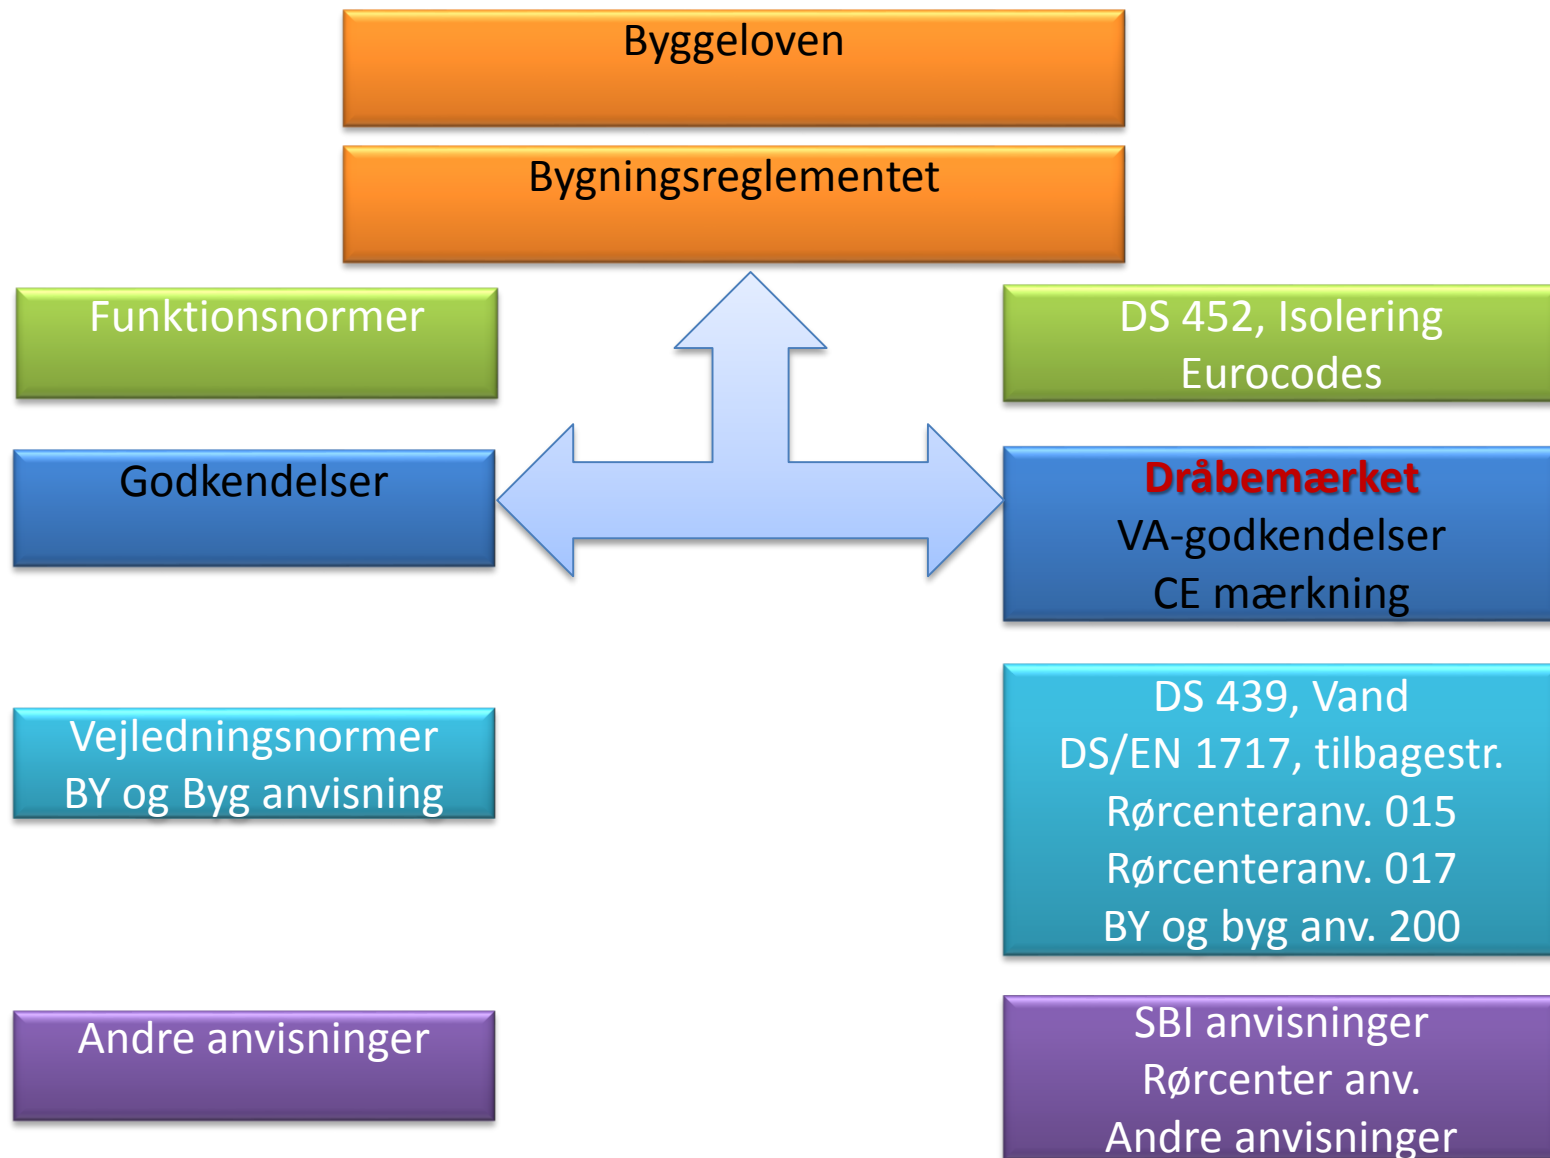 Byggeloven
Bygningsreglementet
Funktionsnormer
DS 452, Isolering
Eurocodes
Godkendelser
Dråbemærket
VA-godkendelser
CE mærkning
Vejledningsnormer
BY og Byg anvisning
DS 439, Vand
DS/EN 1717, tilbagestr.
Rørcenteranv. 015
Rørcenteranv. 017
BY og byg anv. 200
Andre anvisninger
SBI anvisninger
Rørcenter anv.
Andre anvisninger